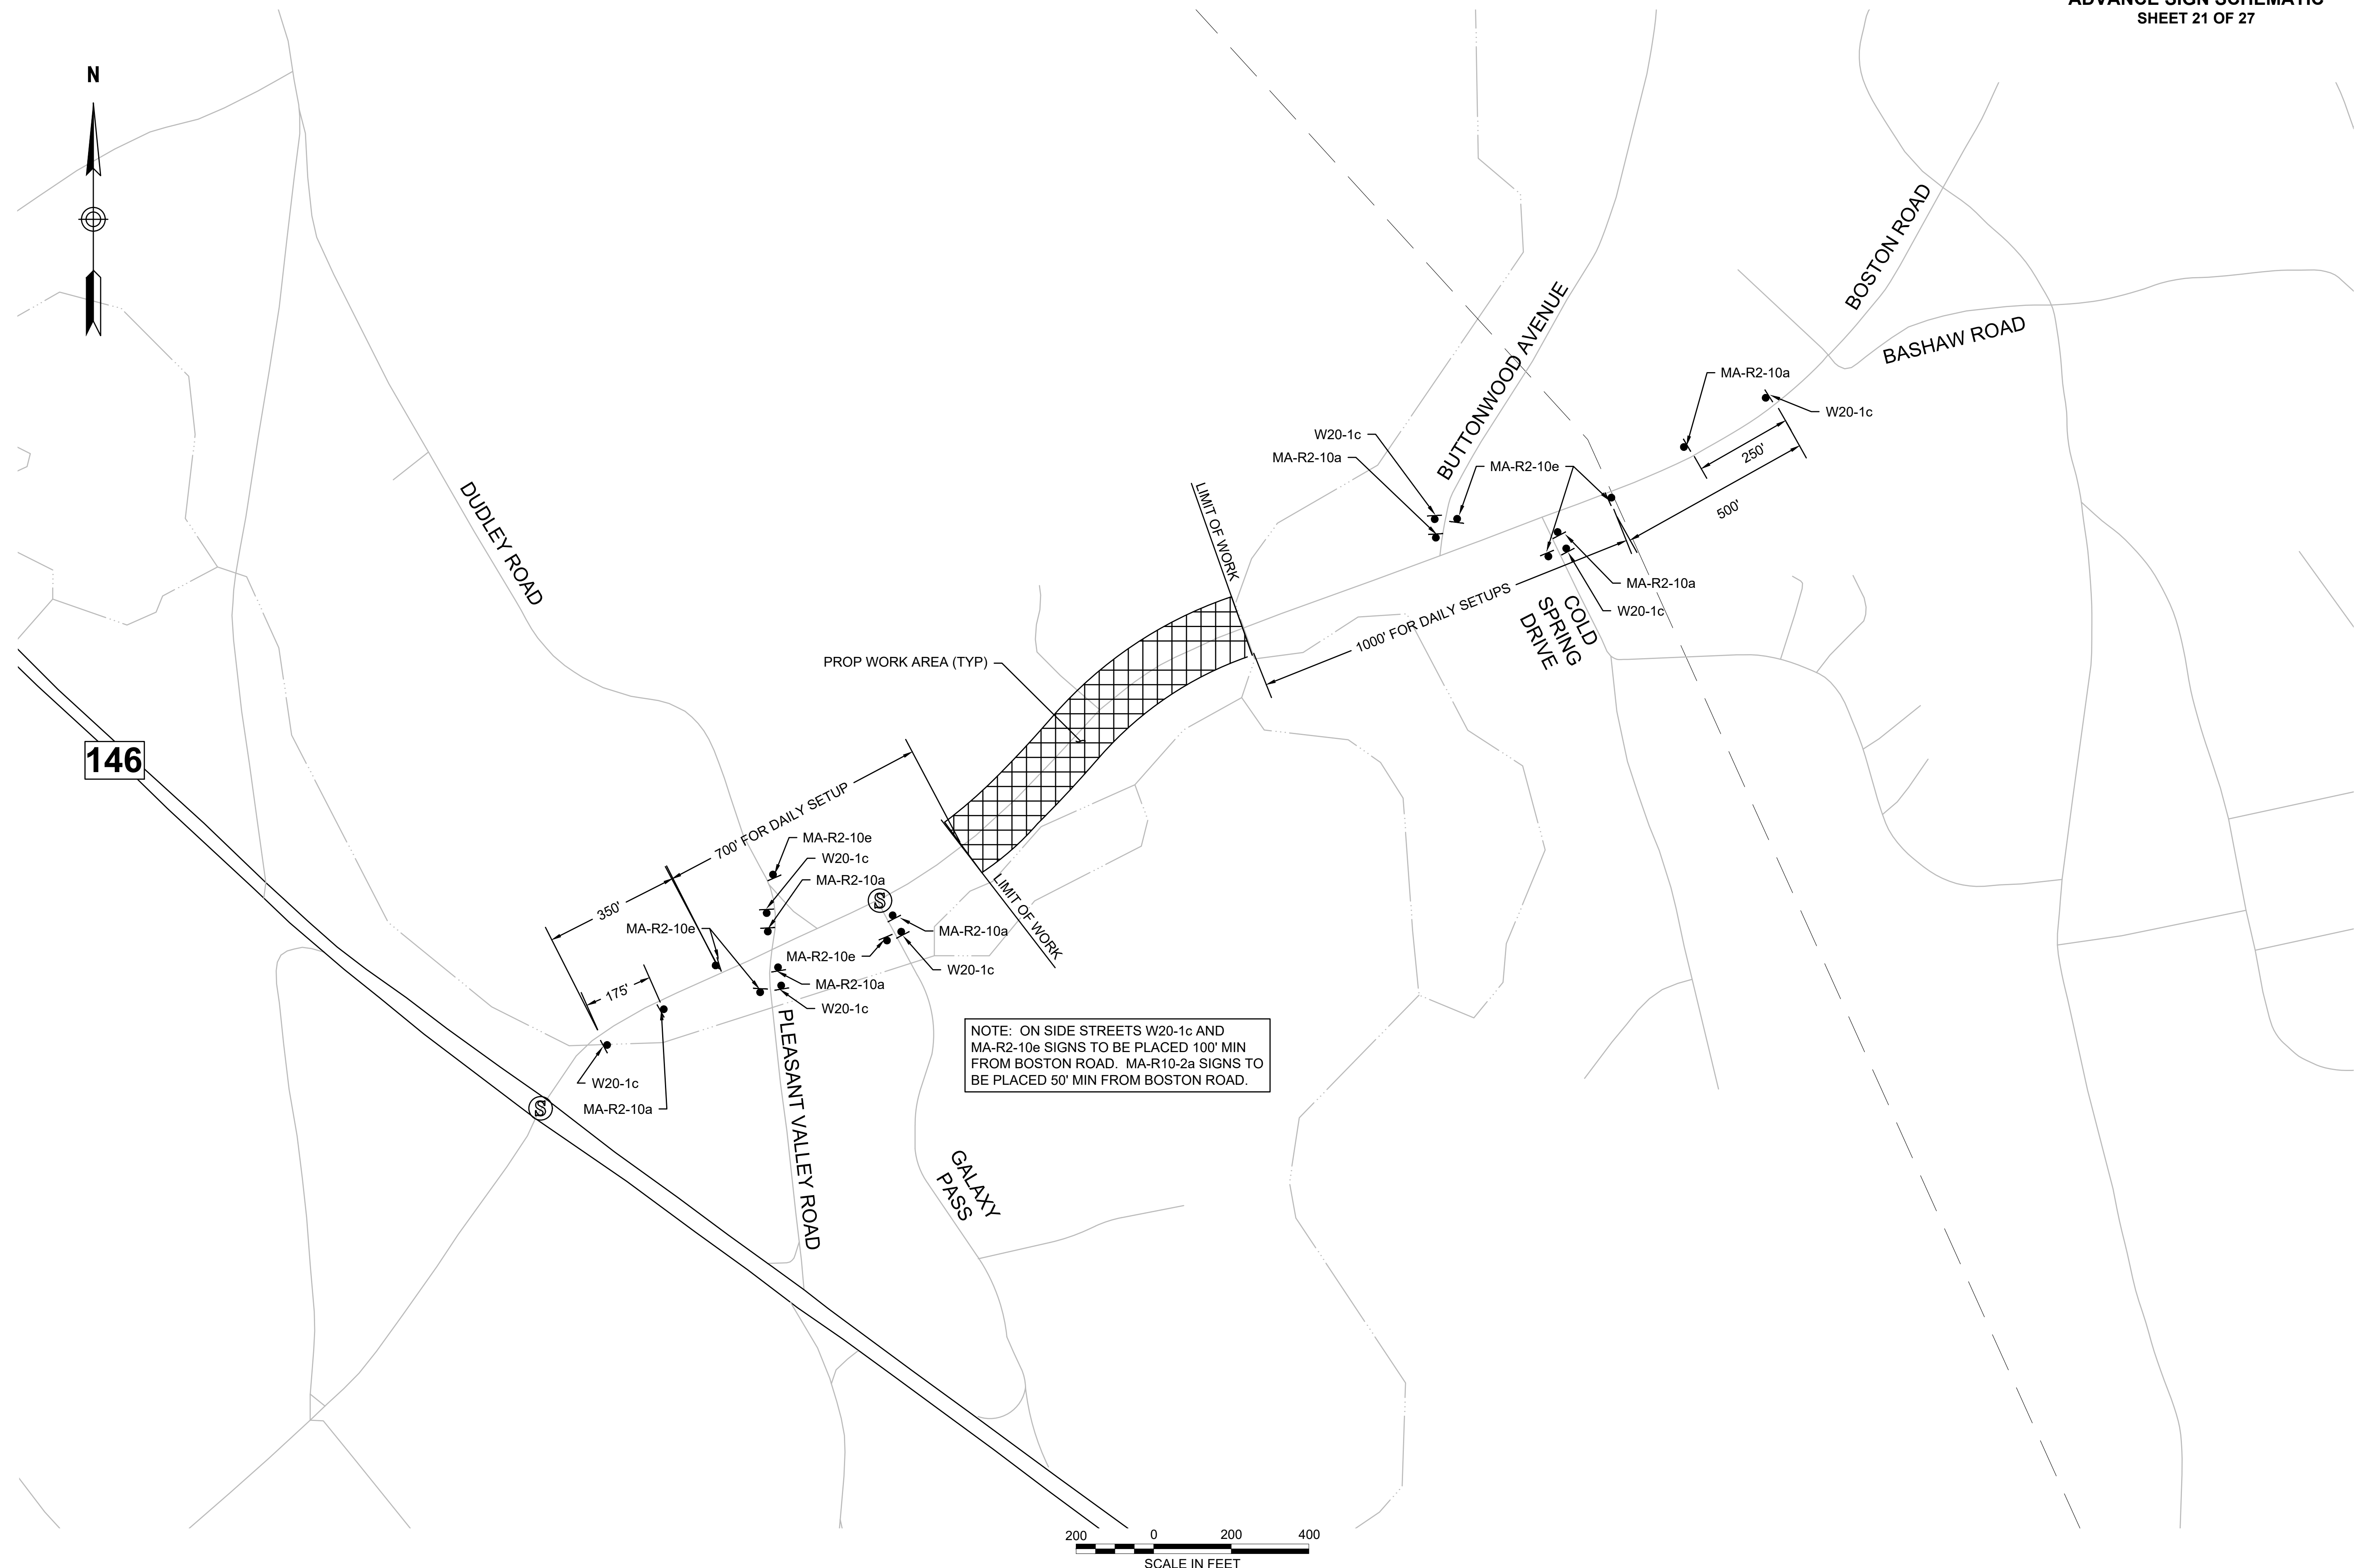 ADVANCE SIGN SCHEMATIC
SHEET 21 OF 27
N
BOSTON ROAD
BASHAW ROAD
BUTTONWOOD AVENUE
MA-R2-10a
W20-1c
250'
500'
W20-1c
MA-R2-10a
MA-R2-10e
LIMIT OF WORK
DUDLEY ROAD
MA-R2-10a
W20-1c
1000' FOR DAILY SETUPS
COLD
SPRING
DRIVE
PROP WORK AREA (TYP)
146
700' FOR DAILY SETUP
MA-R2-10e
W20-1c
MA-R2-10a
350'
S
LIMIT OF WORK
MA-R2-10e
MA-R2-10a
MA-R2-10e
W20-1c
MA-R2-10a
175'
W20-1c
W20-1c
MA-R2-10a
S
PLEASANT VALLEY ROAD
NOTE: ON SIDE STREETS W20-1c AND
MA-R2-10e SIGNS TO BE PLACED 100' MIN
FROM BOSTON ROAD. MA-R10-2a SIGNS TO
BE PLACED 50' MIN FROM BOSTON ROAD.
GALAXY
PASS
200 0 200 400
SCALE IN FEET